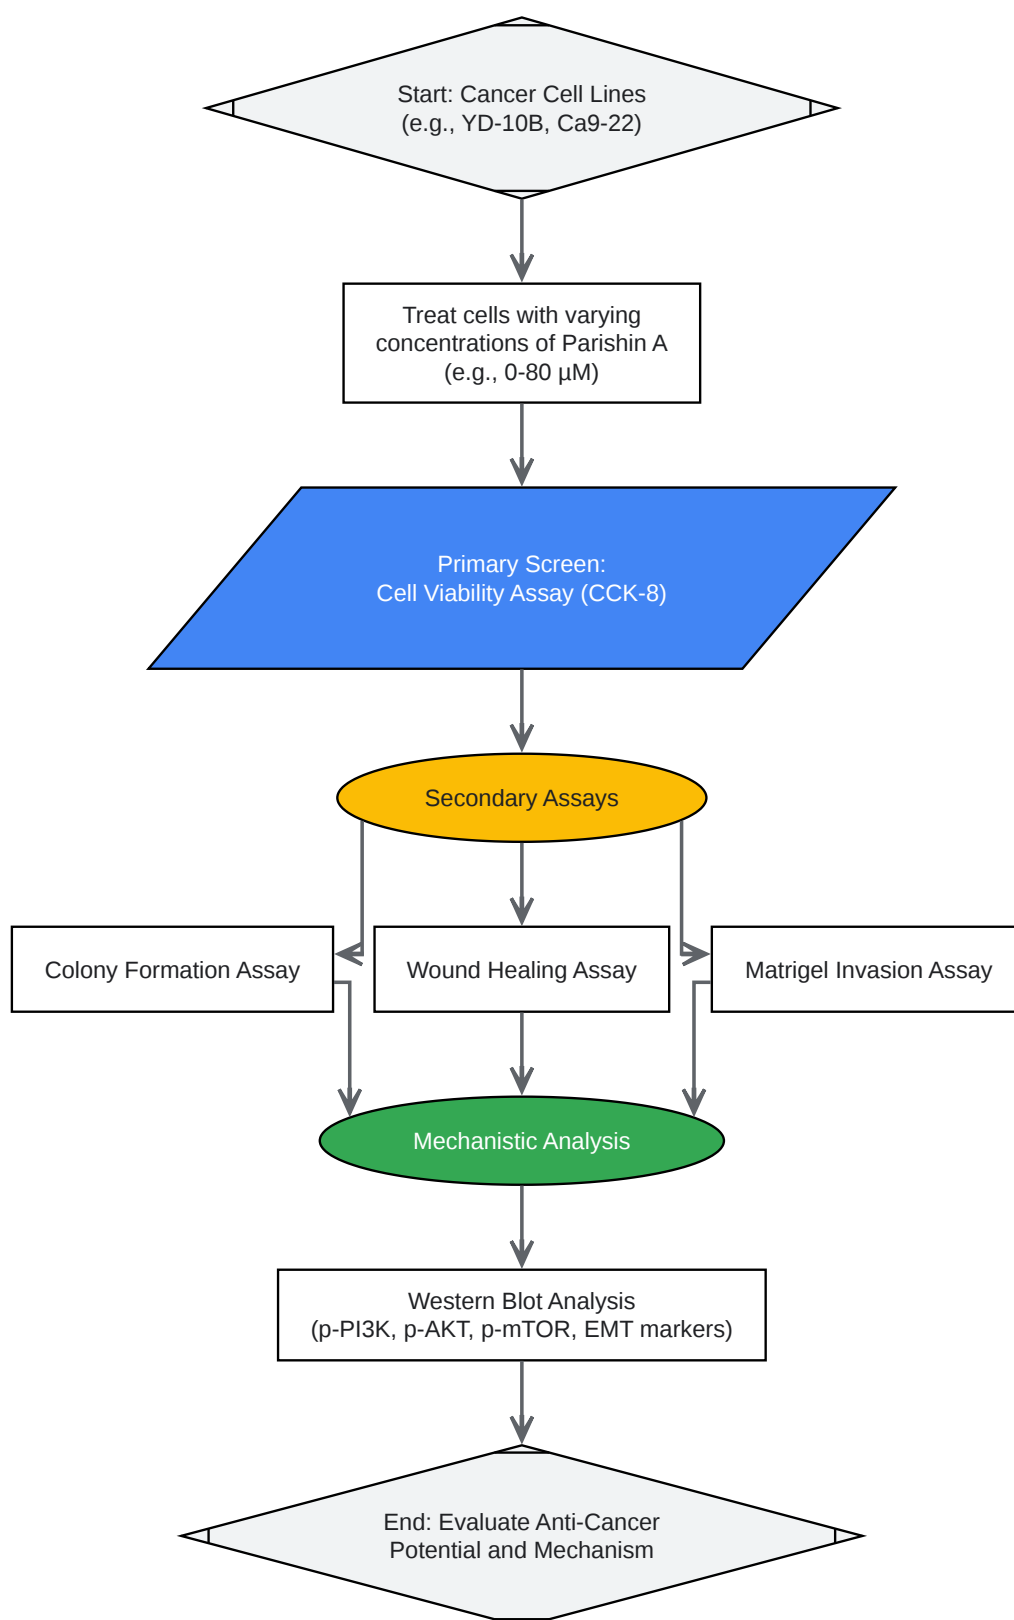 Start: Cancer Cell Lines
(e.g., YD-10B, Ca9-22)
Treat cells with varying
concentrations of Parishin A
(e.g., 0-80 µM)
Primary Screen:
Cell Viability Assay (CCK-8)
Secondary Assays
Colony Formation Assay
Wound Healing Assay
Matrigel Invasion Assay
Mechanistic Analysis
Western Blot Analysis
(p-PI3K, p-AKT, p-mTOR, EMT markers)
End: Evaluate Anti-Cancer
Potential and Mechanism